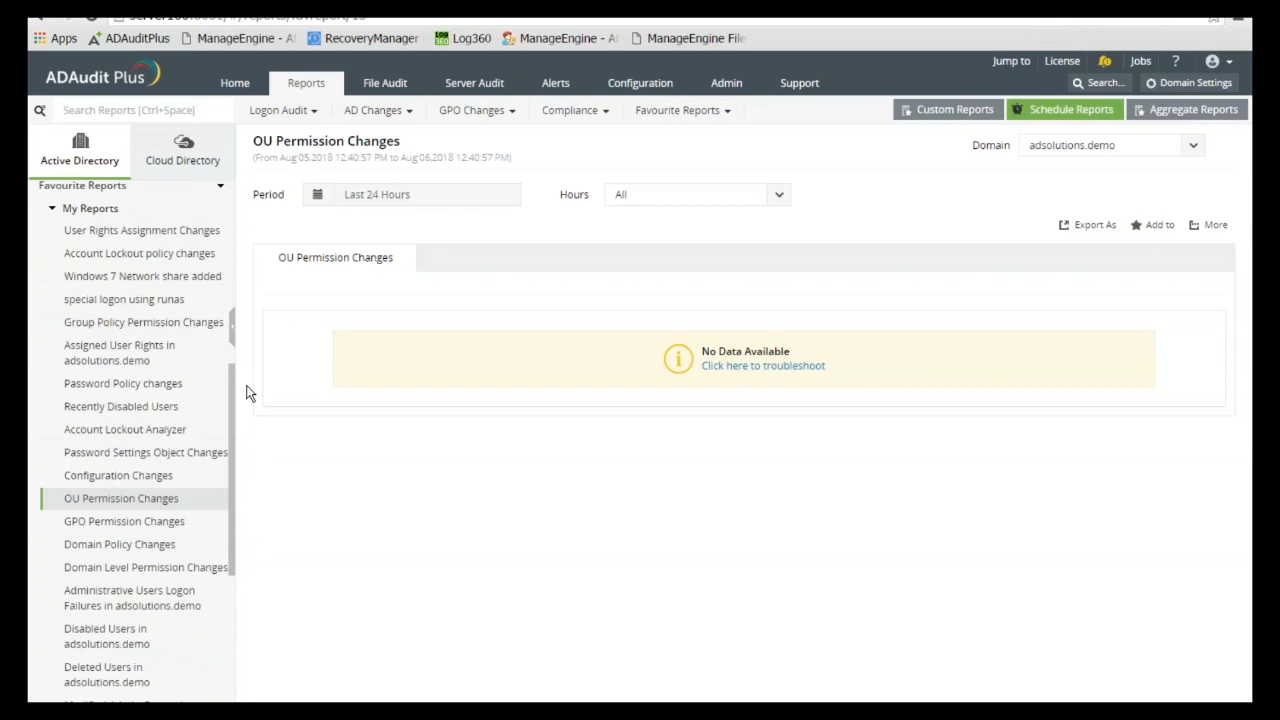 Apps ADAuditPlus ManageEngine - A RecoveryManager Log360 ManageEngine - A ManageEngine File
ADAudit Plus
Jump to License Jobs ?
Home Reports File Audit Server Audit Alerts Configuration Admin Support
Search... Domain Settings
Search Reports [Ctrl+Space] Logon Audit AD Changes GPO Changes Compliance Favourite Reports Custom Reports Schedule Reports Aggregate Reports
Active Directory Cloud Directory
OU Permission Changes
(From Aug 05,2018 12:40:57 PM to Aug 06,2018 12:40:57 PM)
Domain adsolutions.demo
Favourite Reports
Period Last 24 Hours Hours All
My Reports
Export As Add to More
User Rights Assignment Changes
Account Lockout policy changes
Windows 7 Network share added
special logon using runas
Group Policy Permission Changes
Assigned User Rights in
adsolutions.demo
Password Policy changes
Recently Disabled Users
Account Lockout Analyzer
Password Settings Object Changes
Configuration Changes
OU Permission Changes
GPO Permission Changes
Domain Policy Changes
Domain Level Permission Changes
Administrative Users Logon
Failures in adsolutions.demo
Disabled Users in
adsolutions.demo
Deleted Users in
adsolutions.demo
OU Permission Changes
No Data Available
Click here to troubleshoot